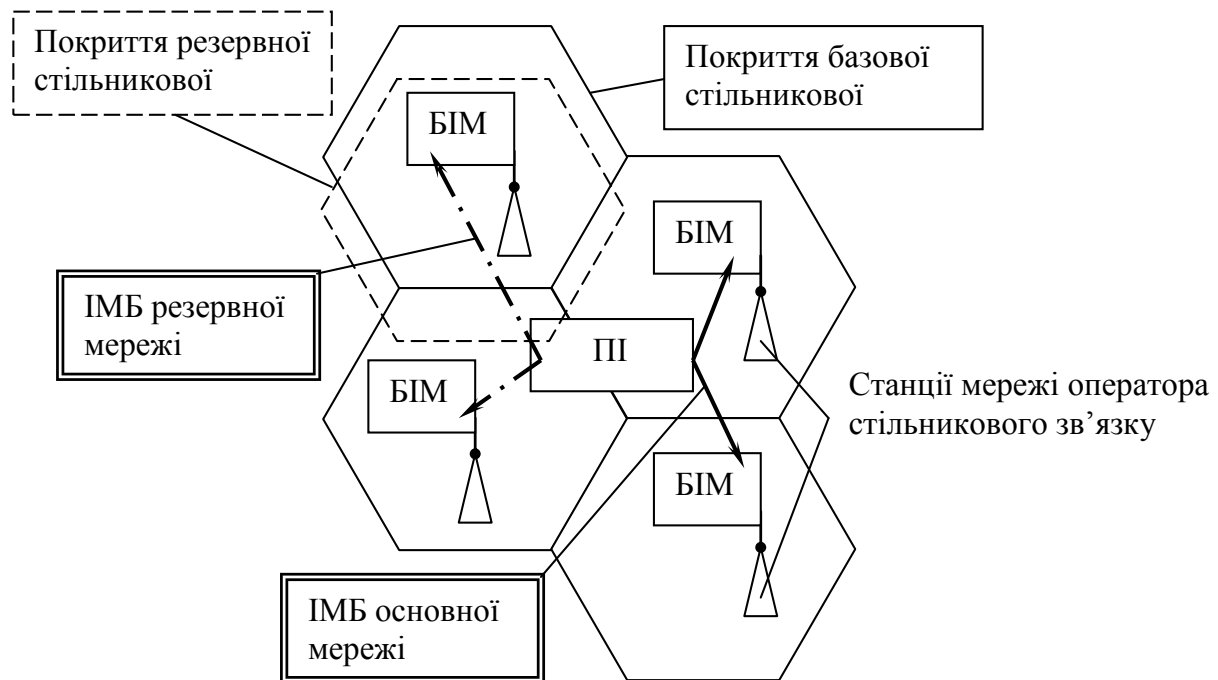 Покриття резервної
стільникової
Покриття базової
стільникової
БІМ
БІМ
ІМБ резервної
мережі
ПІ
БІМ
Станції мережі оператора
стільникового зв’язку
БІМ
ІМБ основної
мережі